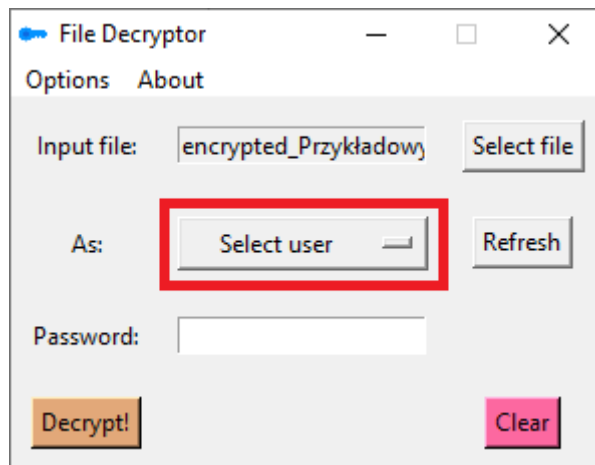 File Decryptor
Options About
Input file: encrypted_Przykładowy Select file
As: Select user Refresh
Password:
Decrypt! Clear